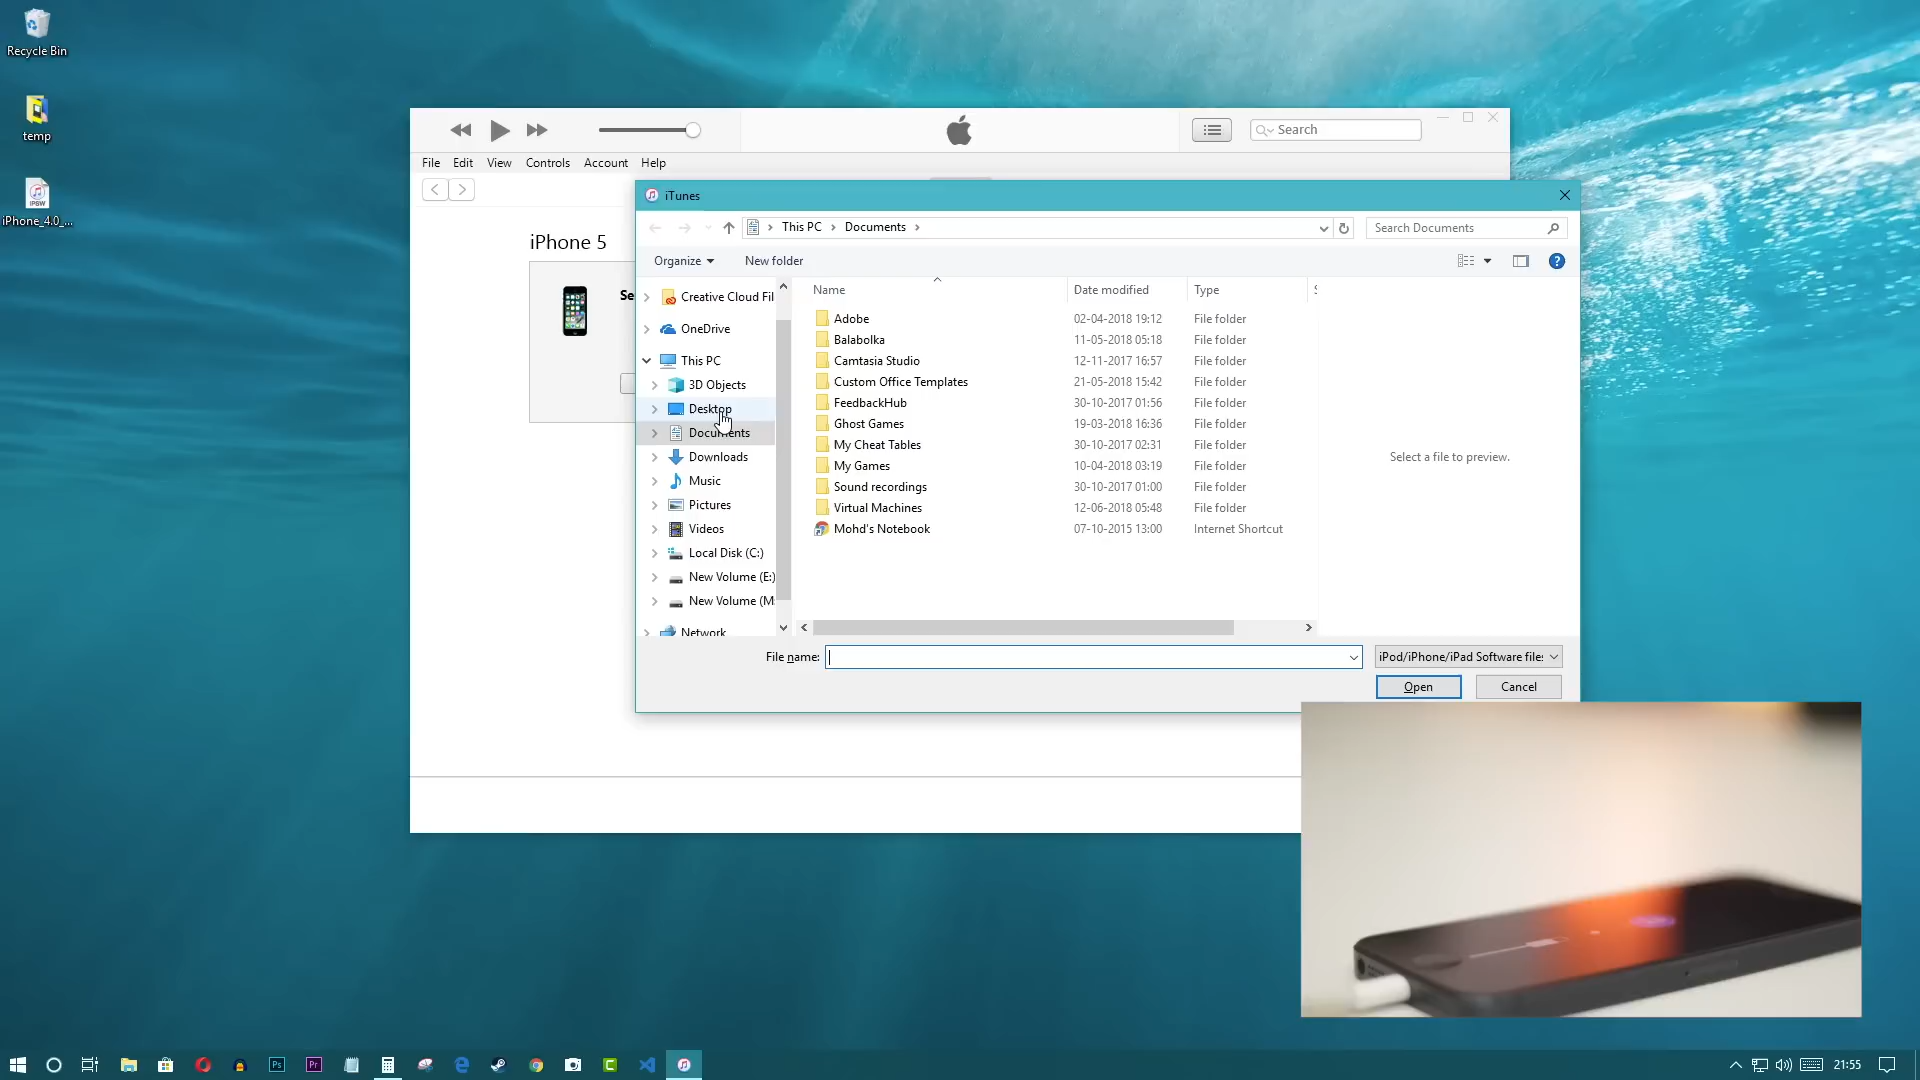 Recycle Bin
temp
IPSW
iPhone_4.0_...
Search
File Edit View Controls Account Help
iPhone 5
Se
iTunes
This PC Documents
Search Documents
Organize New folder
Creative Cloud Fil
OneDrive
This PC
3D Objects
Desktop
Documents
Downloads
Music
Pictures
Videos
Local Disk (C:)
New Volume (E:)
New Volume (M
Network
Name Date modified Type S
Adobe 02-04-2018 19:12 File folder
Balabolka 11-05-2018 05:18 File folder
Camtasia Studio 12-11-2017 16:57 File folder
Custom Office Templates 21-05-2018 15:42 File folder
FeedbackHub 30-10-2017 01:56 File folder
Ghost Games 19-03-2018 16:36 File folder
My Cheat Tables 30-10-2017 02:31 File folder
My Games 10-04-2018 03:19 File folder
Sound recordings 30-10-2017 01:00 File folder
Virtual Machines 12-06-2018 05:48 File folder
Mohd's Notebook 07-10-2015 13:00 Internet Shortcut
Select a file to preview.
File name: iPod/iPhone/iPad Software files
Open Cancel
Ps Pr 21:55